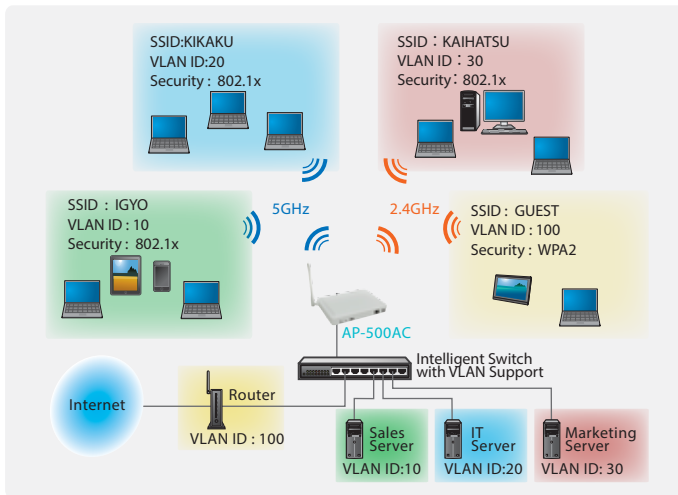 SSID:KIKAKU
VLAN ID:20
Security : 802.1x
SSID : KAIHATSU
VLAN ID : 30
Security : 802.1x
SSID : IGYO
VLAN ID : 10
Security : 802.1x
5GHz
2.4GHz
SSID : GUEST
VLAN ID : 100
Security : WPA2
AP-500AC
Intelligent Switch
with VLAN Support
Internet
Router
VLAN ID : 100
Sales
Server
VLAN ID:10
IT
Server
VLAN ID:20
Marketing
Server
VLAN ID: 30